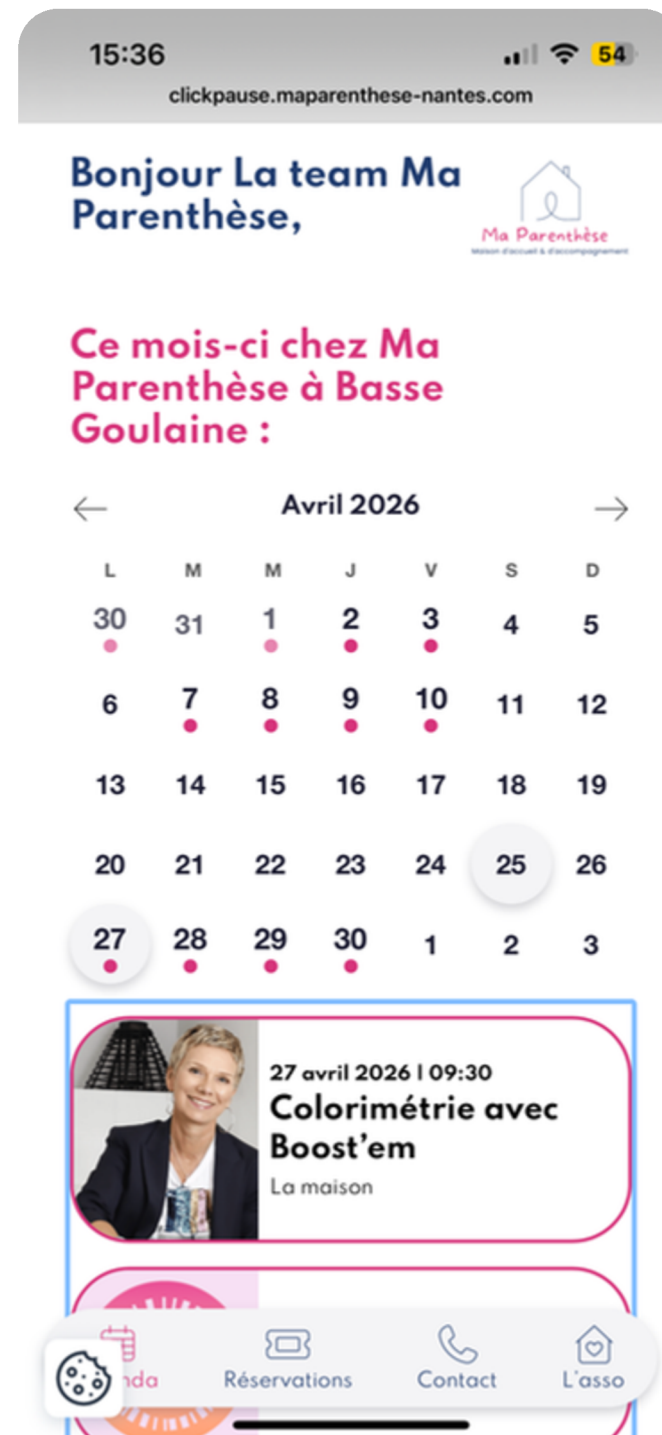 15:36
54
clickpause.maparenthese-nantes.com
Bonjour La team Ma
Parenthèse,
Ma Parenthèse
Maison d'accueil & d'accompagnement
Ce mois-ci chez Ma
Parenthèse à Basse
Goulaine :
Avril 2026
L M M J V S D
30 31 1 2 3 4 5
6 7 8 9 10 11 12
13 14 15 16 17 18 19
20 21 22 23 24 25 26
27 28 29 30 1 2 3
27 avril 2026 | 09:30
Colorimétrie avec
Boost'em
La maison
nda Réservations Contact L'asso